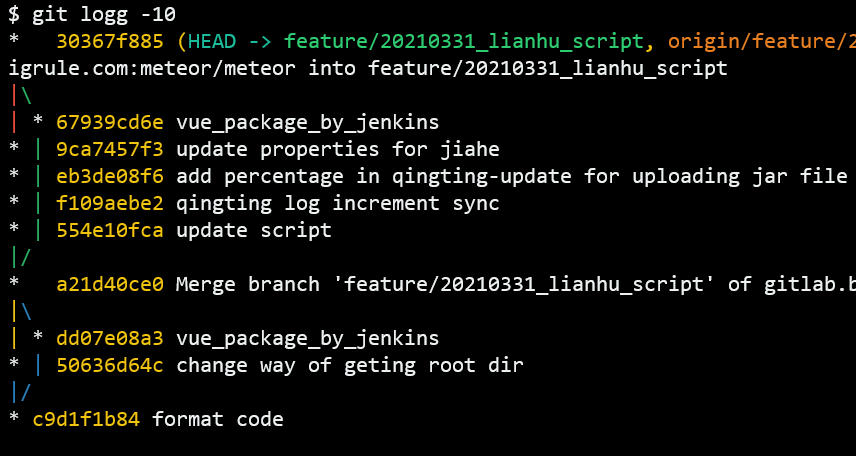 $ git logg -10
*   30367f885 (HEAD -> feature/20210331_lianhu_script, origin/feature/2
igrule.com:meteor/meteor into feature/20210331_lianhu_script
|\
| * 67939cd6e vue_package_by_jenkins
* | 9ca7457f3 update properties for jiahe
* | eb3de08f6 add percentage in qingting-update for uploading jar file
* | f109aebe2 qingting log increment sync
* | 554e10fca update script
|/
*   a21d40ce0 Merge branch 'feature/20210331_lianhu_script' of gitlab.b
|\
| * dd07e08a3 vue_package_by_jenkins
* | 50636d64c change way of geting root dir
|/
* c9d1f1b84 format code